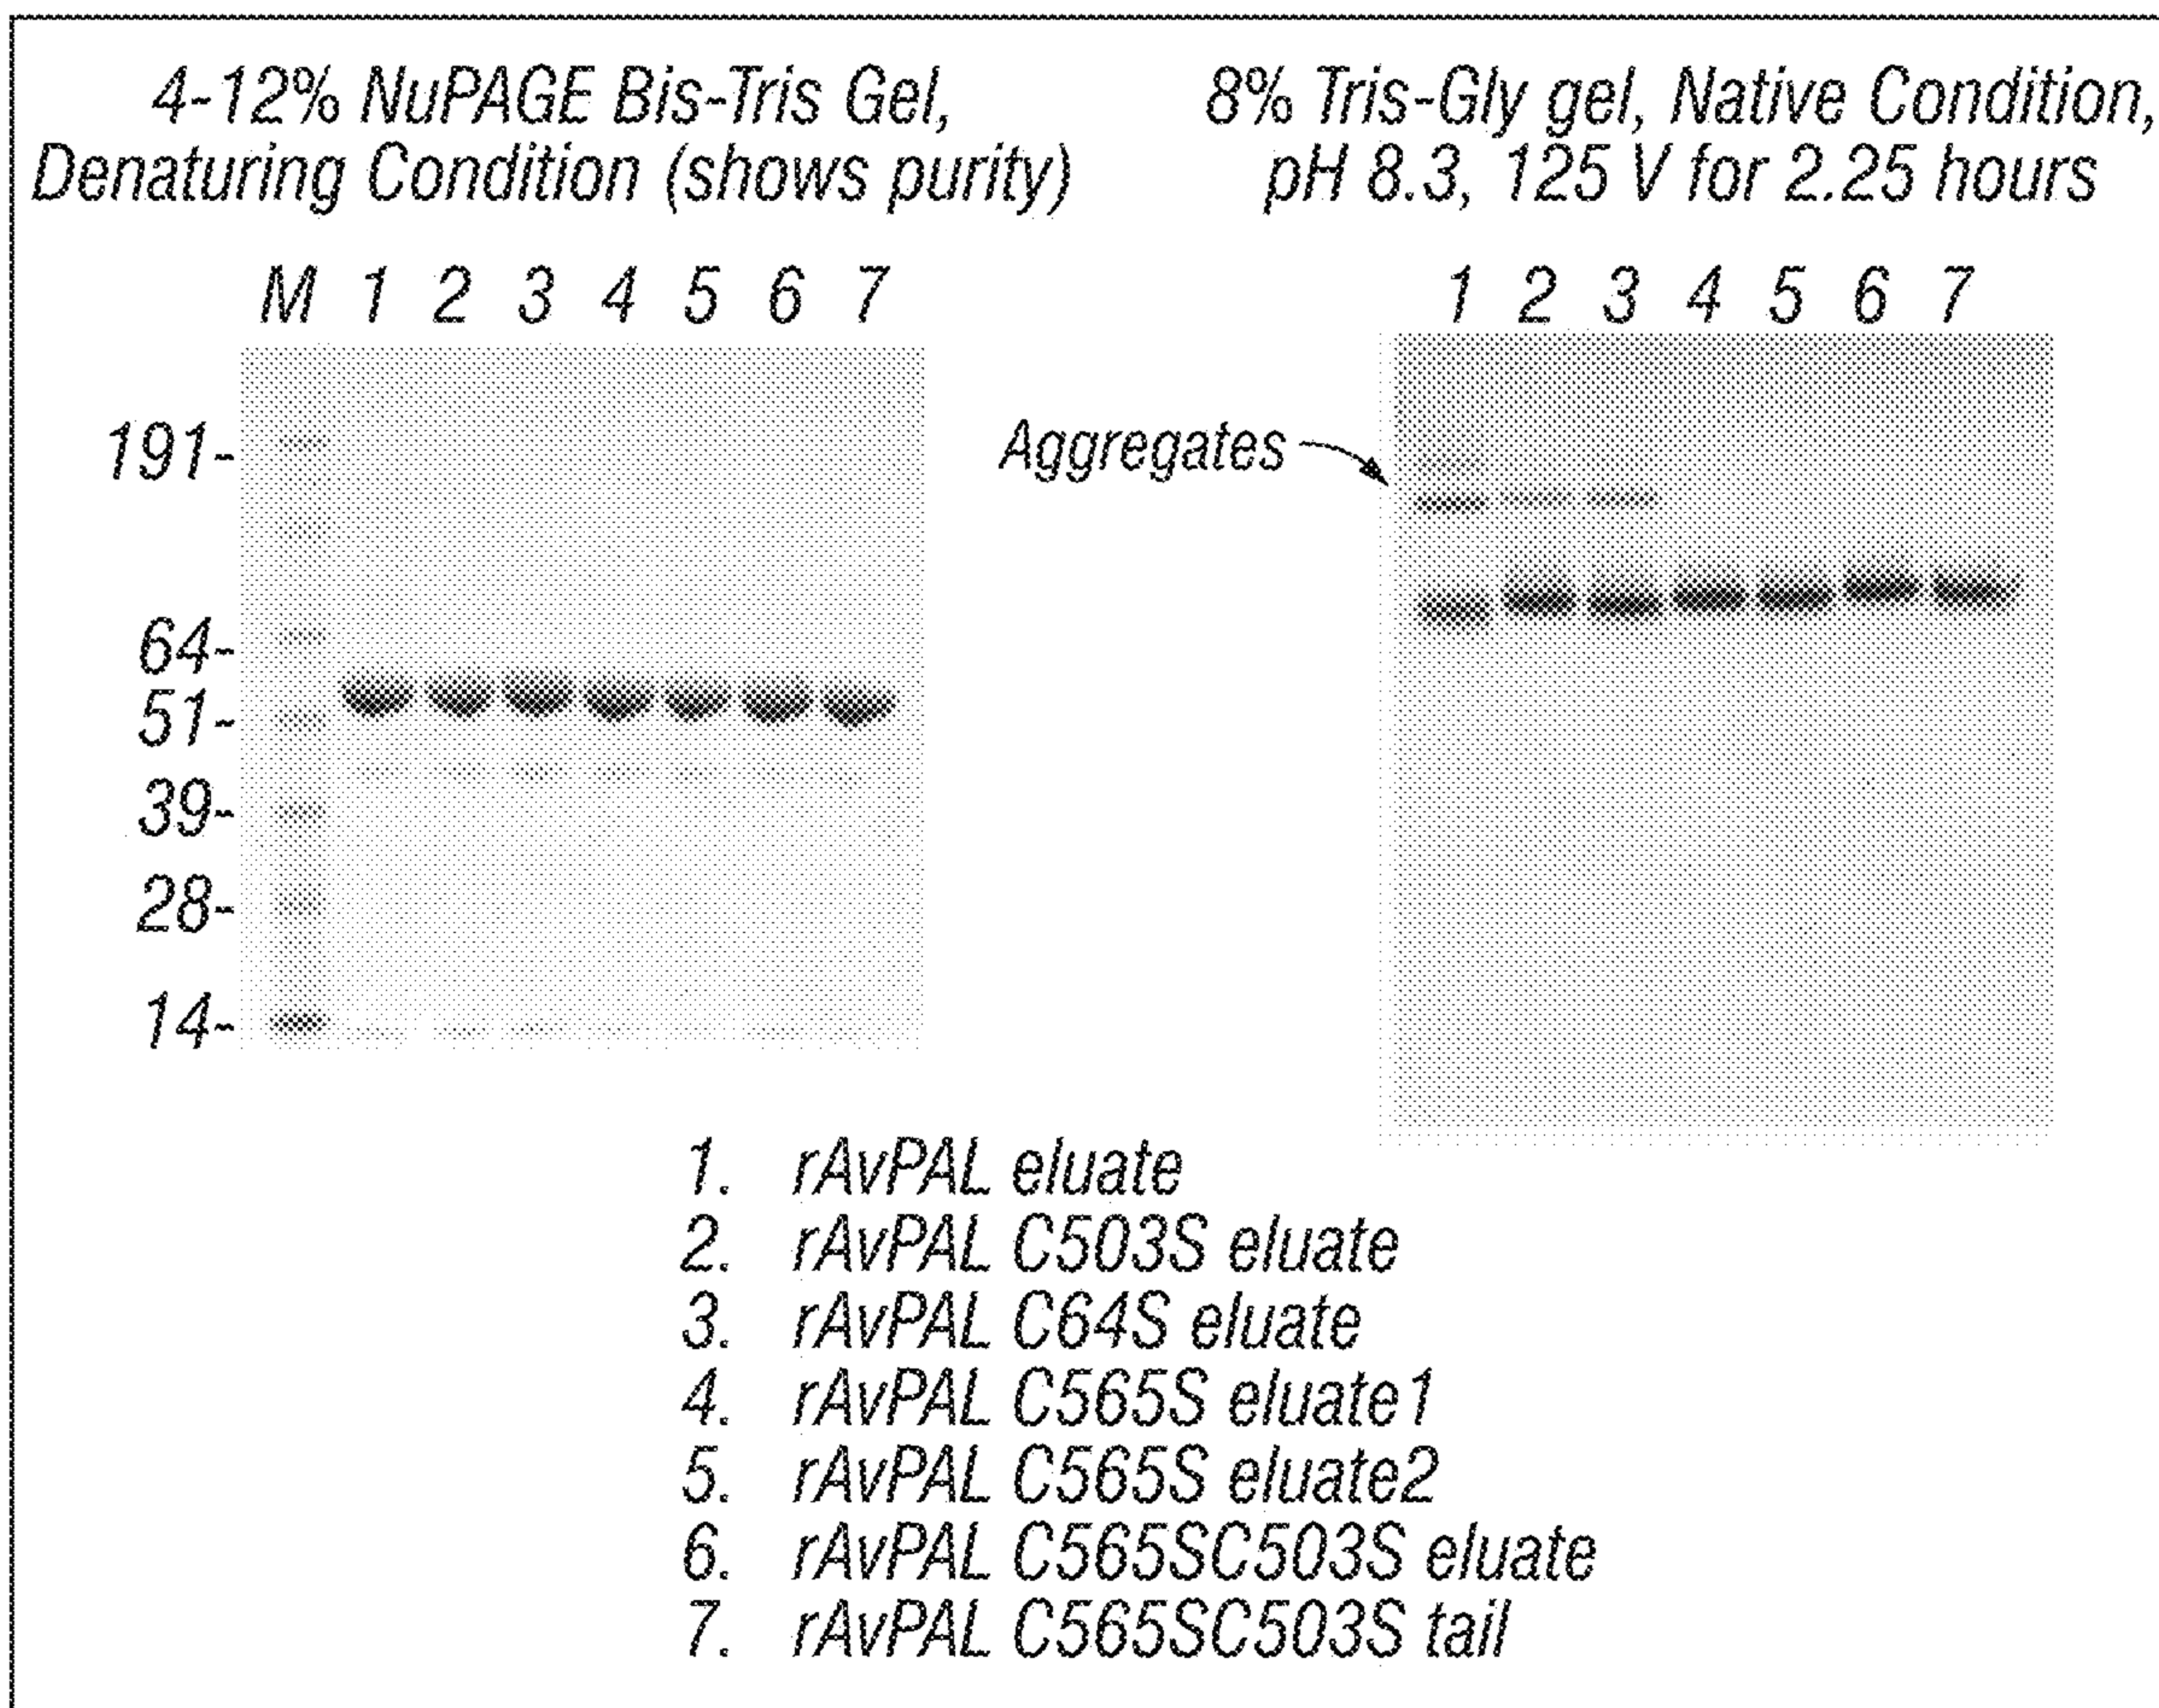 4-12% NuPAGE Bis-Tris Gel,
Denaturing Condition (shows purity)
8% Tris-Gly gel, Native Condition,
pH 8.3, 125 V for 2.25 hours
M 1 2 3 4 5 6 7
191-
64-
51-
39-
28-
14-
1 2 3 4 5 6 7
Aggregates
1. rAvPAL eluate
2. rAvPAL C503S eluate
3. rAvPAL C64S eluate
4. rAvPAL C565S eluate1
5. rAvPAL C565S eluate2
6. rAvPAL C565SC503S eluate
7. rAvPAL C565SC503S tail